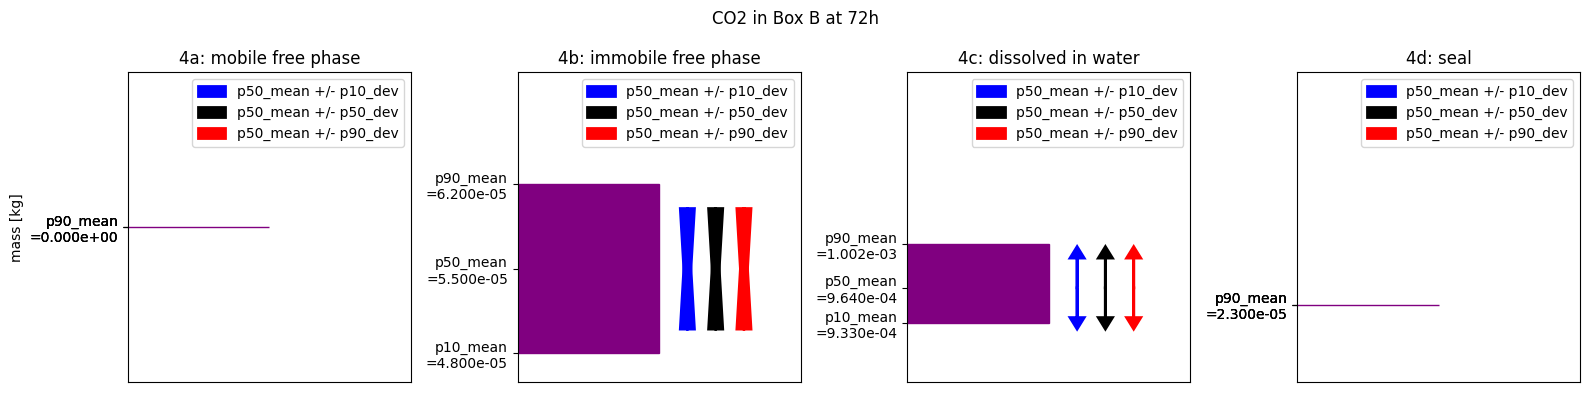 CO2 in Box B at 72h
mass [kg]
4a: mobile free phase
p50_mean +/- p10_dev
p50_mean +/- p50_dev
p50_mean +/- p90_dev
p90_mean
=0.000e+00
4b: immobile free phase
p50_mean +/- p10_dev
p50_mean +/- p50_dev
p50_mean +/- p90_dev
p90_mean
=6.200e-05
p50_mean
=5.500e-05
p10_mean
=4.800e-05
4c: dissolved in water
p50_mean +/- p10_dev
p50_mean +/- p50_dev
p50_mean +/- p90_dev
p90_mean
=1.002e-03
p50_mean
=9.640e-04
p10_mean
=9.330e-04
4d: seal
p50_mean +/- p10_dev
p50_mean +/- p50_dev
p50_mean +/- p90_dev
p90_mean
=2.300e-05